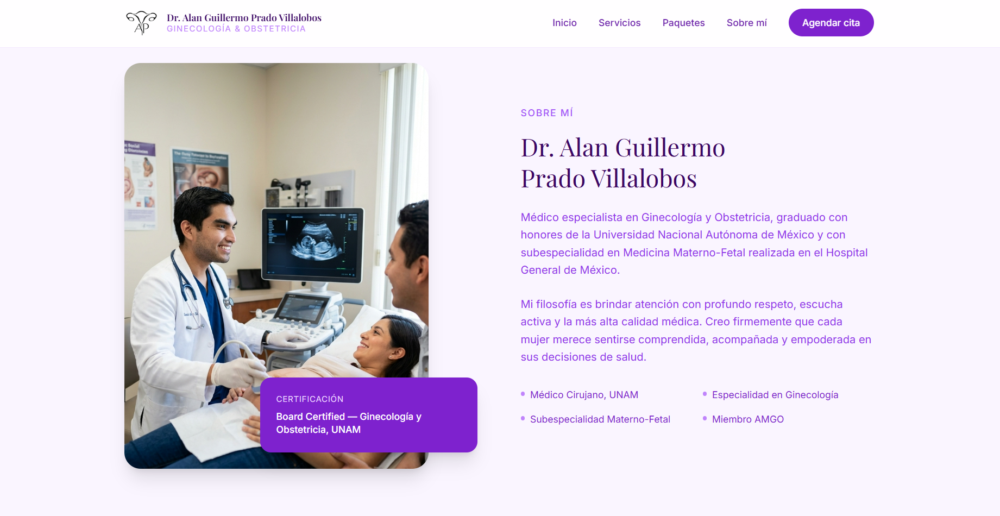 Dr. Alan Guillermo Prado Villalobos
GINECOLOGÍA & OBSTETRICIA
AP
Inicio
Servicios
Paquetes
Sobre mí
Agendar cita
SOBRE MÍ
Dr. Alan Guillermo
Prado Villalobos
Médico especialista en Ginecología y Obstetricia, graduado con
honores de la Universidad Nacional Autónoma de México y con
subespecialidad en Medicina Materno-Fetal realizada en el Hospital
General de México.
Mi filosofía es brindar atención con profundo respeto, escucha
activa y la más alta calidad médica. Creo firmemente que cada
mujer merece sentirse comprendida, acompañada y empoderada en
sus decisiones de salud.
Médico Cirujano, UNAM
Especialidad en Ginecología
Subespecialidad Materno-Fetal
Miembro AMGO
CERTIFICACIÓN
Board Certified — Ginecología y
Obstetricia, UNAM